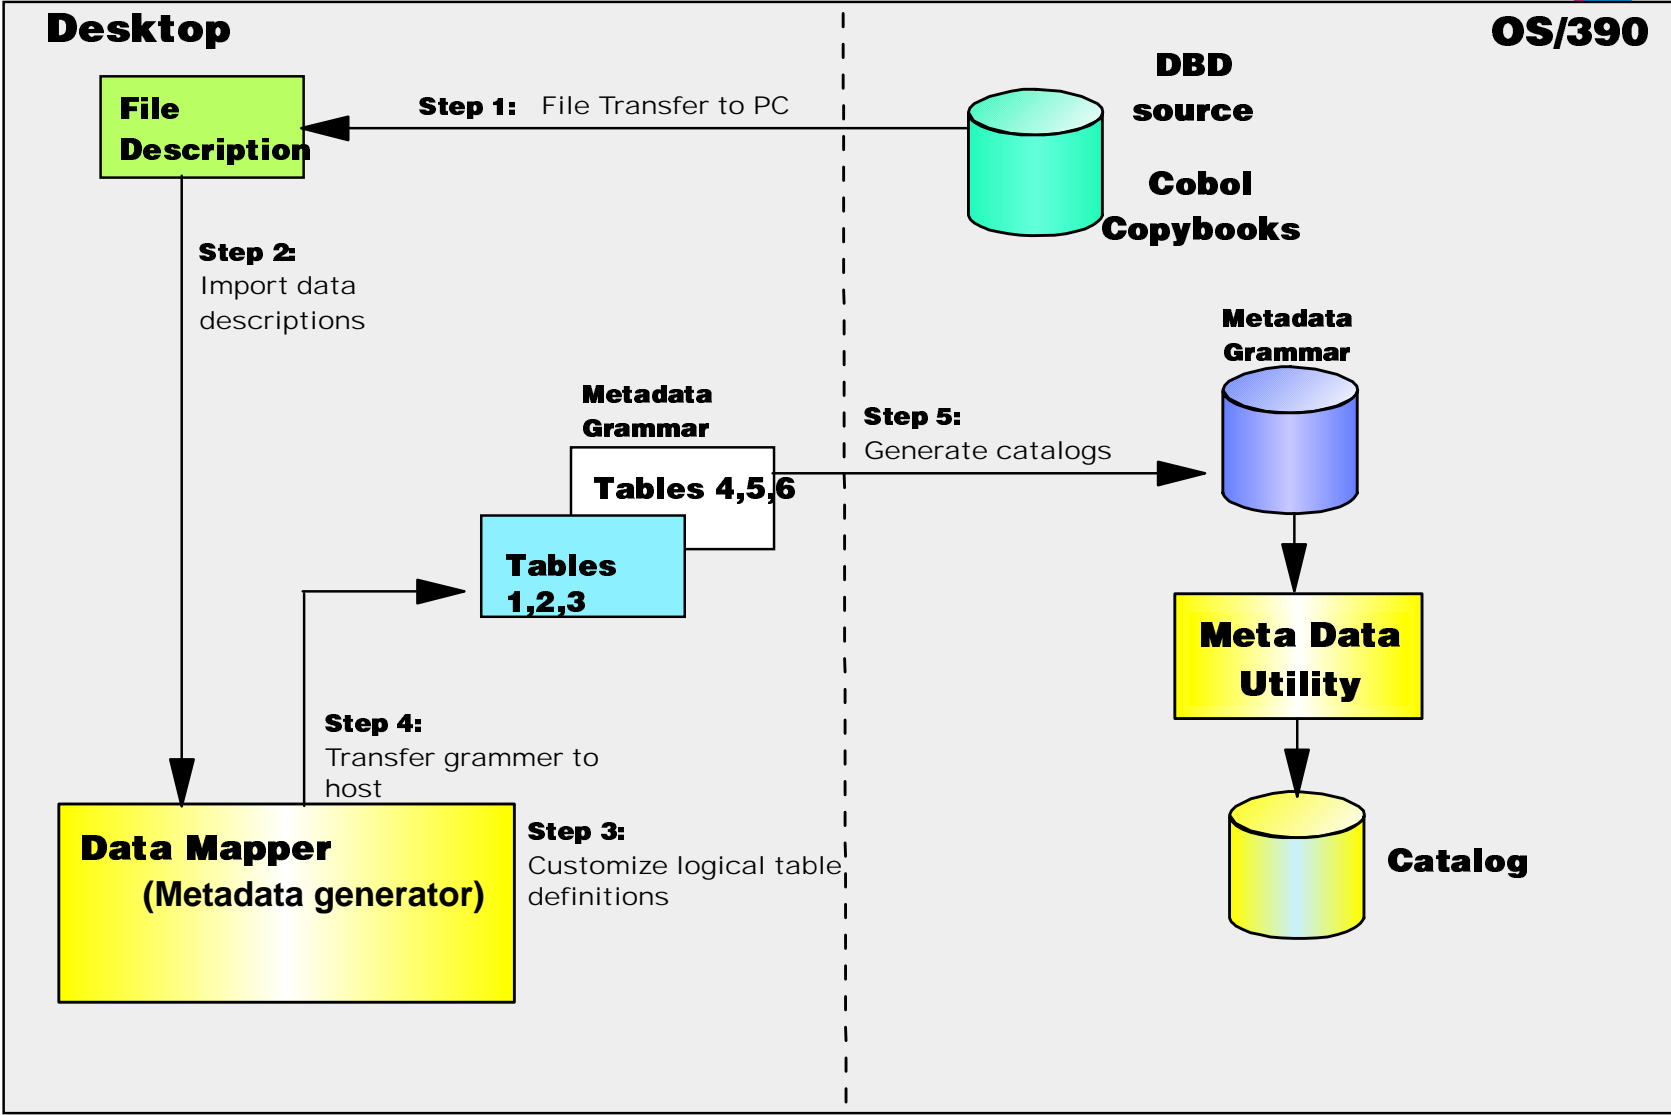 Desktop
OS/390
File
Description
Step 1: File Transfer to PC
DBD
source
Cobol
Copybooks
Step 2:
Import data
descriptions
Metadata
Grammar
Metadata
Grammar
Step 5:
Generate catalogs
Tables 4,5,6
Tables
1,2,3
Meta Data
Utility
Step 4:
Transfer grammer to
host
Data Mapper
(Metadata generator)
Step 3:
Customize logical table
definitions
Catalog